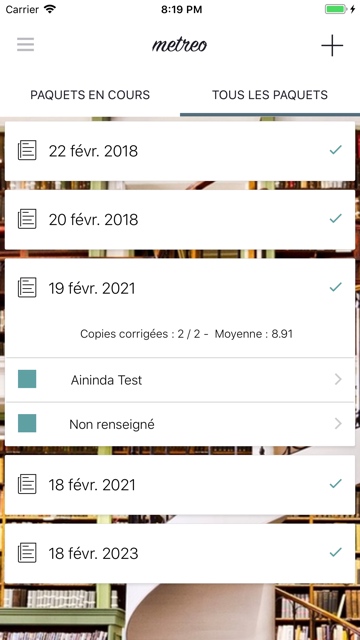 Carrier
8:19 PM
metreo
PAQUETS EN COURS
TOUS LES PAQUETS
22 févr. 2018
20 févr. 2018
19 févr. 2021
Copies corrigées : 2 / 2 - Moyenne : 8.91
Aininda Test
Non renseigné
18 févr. 2021
18 févr. 2023